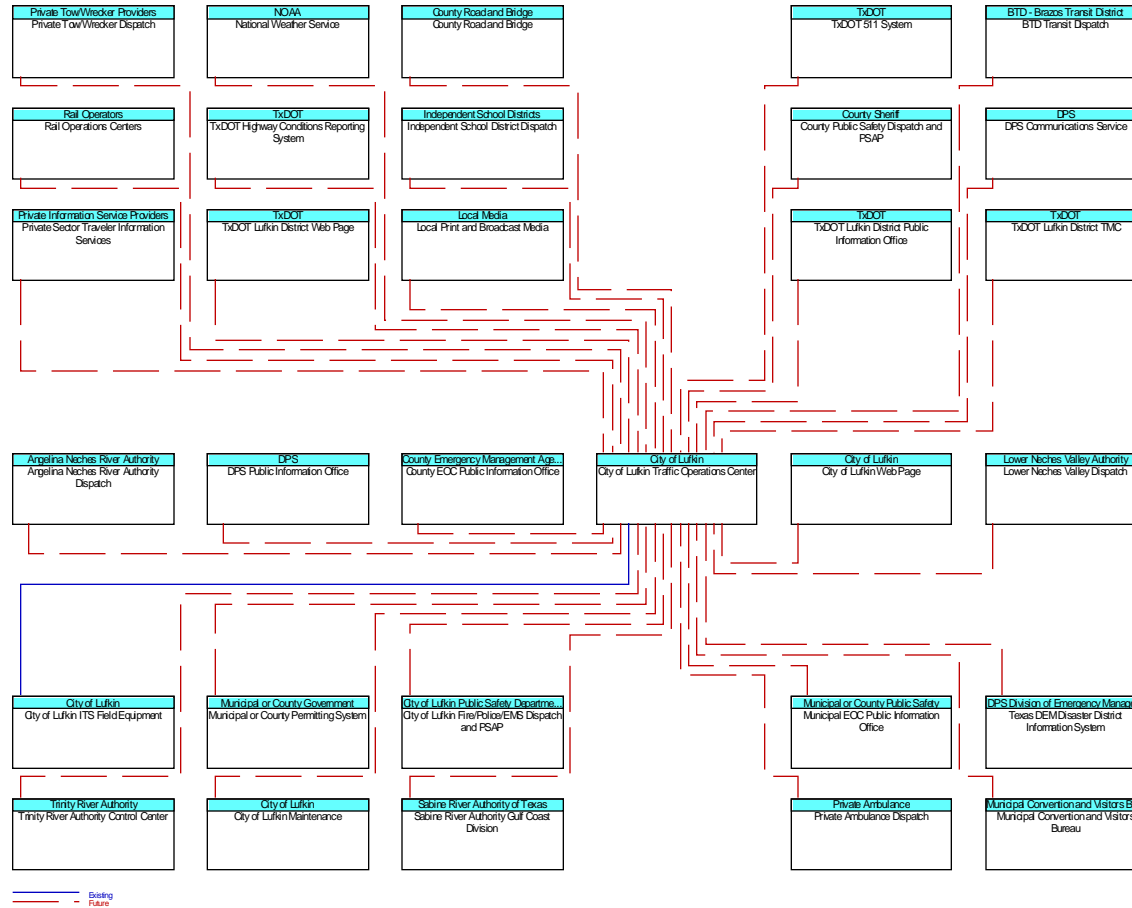 Private Tow/Wrecker Providers
Private Tow/Wrecker Dispatch
NOAA
National Weather Service
County Road and Bridge
County Road and Bridge
TxDOT
TxDOT 511 System
BTD - Brazos Transit District
BTD Transit Dispatch
Rail Operators
Rail Operations Centers
TxDOT
TxDOT Highway Conditions Reporting
System
Independent School Districts
Independent School District Dispatch
County Sheriff
County Public Safety Dispatch and
PSAP
DPS
DPS Communications Service
Private Information Service Providers
Private Sector Traveler Information
Services
TxDOT
TxDOT Lufkin District Web Page
Local Media
Local Print and Broadcast Media
TxDOT
TxDOT Lufkin District Public
Information Office
TxDOT
TxDOT Lufkin District TMC
Angelina Neches River Authority
Angelina Neches River Authority
Dispatch
DPS
DPS Public Information Office
County Emergency Management Age...
County EOC Public Information Office
City of Lufkin
City of Lufkin Traffic Operations Center
City of Lufkin
City of Lufkin Web Page
Lower Neches Valley Authority
Lower Neches Valley Dispatch
City of Lufkin
City of Lufkin ITS Field Equipment
Municipal or County Government
Municipal or County Permitting System
City of Lufkin Public Safety Departme...
City of Lufkin Fire/Police/EMS Dispatch
and PSAP
Municipal or County Public Safety
Municipal EOC Public Information
Office
DPS Division of Emergency Manage
Texas DEM Disaster District
Information System
Trinity River Authority
Trinity River Authority Control Center
City of Lufkin
City of Lufkin Maintenance
Sabine River Authority of Texas
Sabine River Authority Gulf Coast
Division
Private Ambulance
Private Ambulance Dispatch
Municipal Convention and Visitors B
Municipal Convention and Visitors
Bureau
Existing
Future